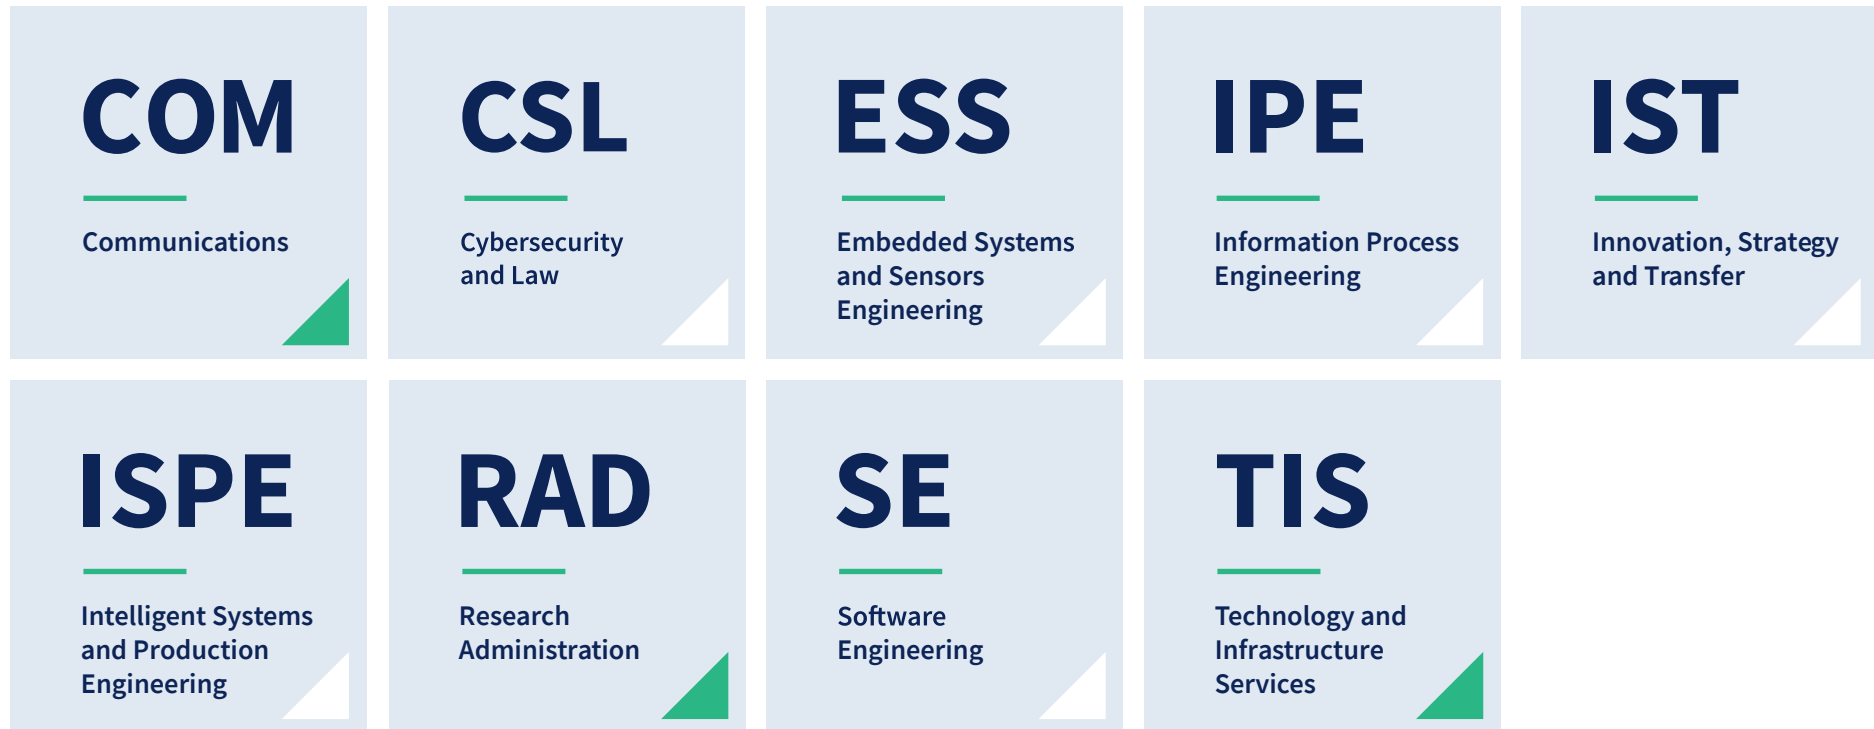 COM
Communications
CSL
Cybersecurity
and Law
ESS
Embedded Systems
and Sensors
Engineering
IPE
Information Process
Engineering
IST
Innovation, Strategy
and Transfer
ISPE
Intelligent Systems
and Production
Engineering
RAD
Research
Administration
SE
Software
Engineering
TIS
Technology and
Infrastructure
Services